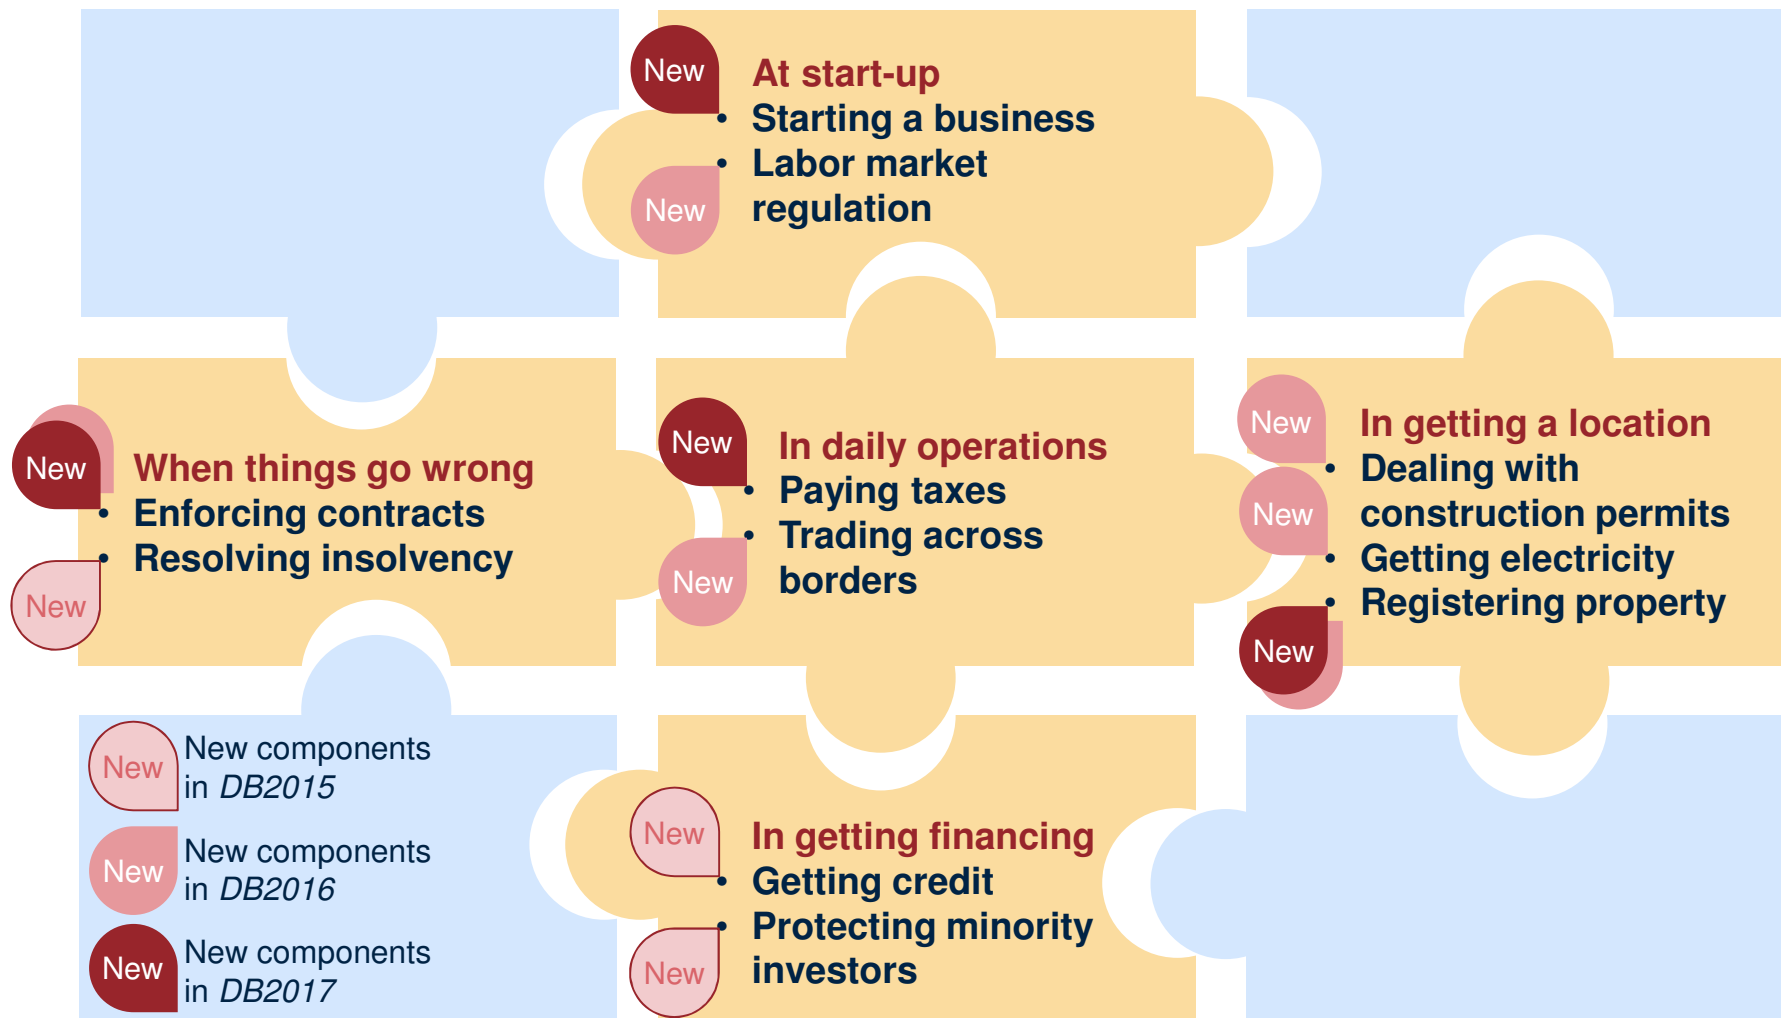 New
At start-up
• Starting a business
• Labor market
regulation
New
New
When things go wrong
• Enforcing contracts
• Resolving insolvency
New
New
In daily operations
• Paying taxes
• Trading across
borders
New
New
In getting a location
• Dealing with
construction permits
New
• Getting electricity
• Registering property
New
New
New components
in DB2015
New
New components
in DB2016
New
New components
in DB2017
New
In getting financing
• Getting credit
• Protecting minority
investors
New